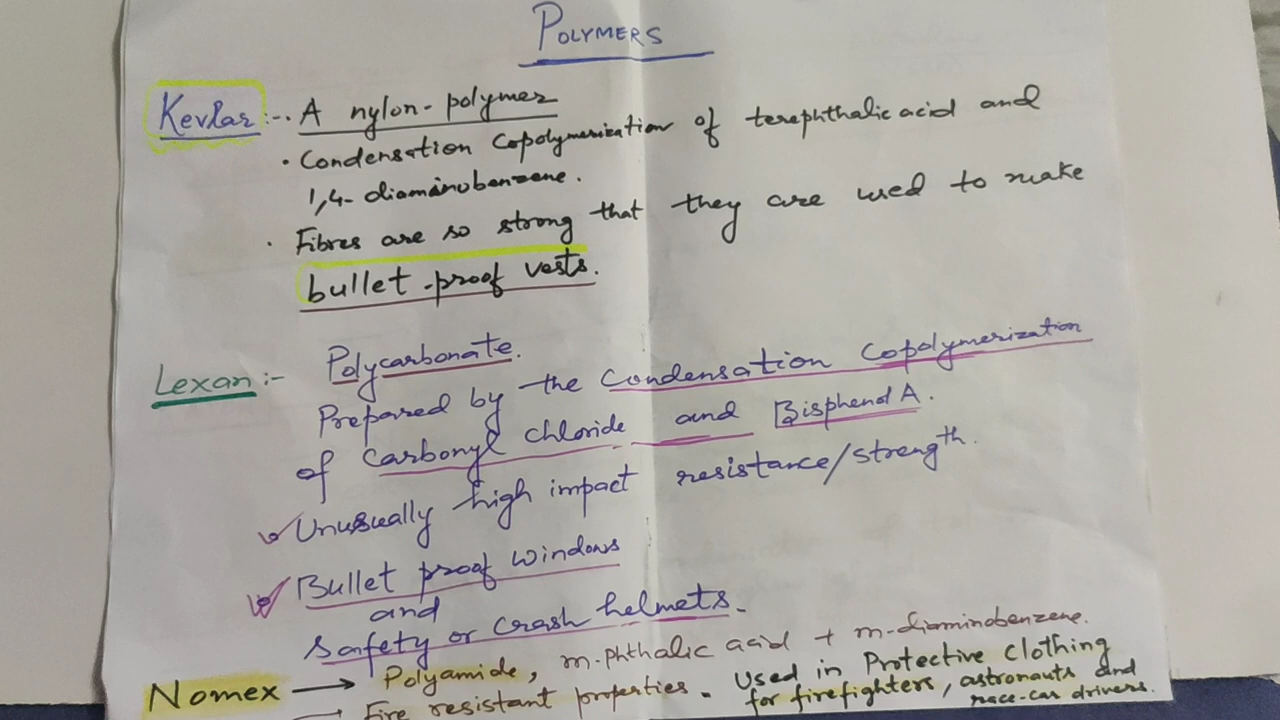 POLYMERS
Kevlar :-. A nylon-polymer
· Condensation Copolymerization of terephthalic acid and
1,4-diaminobenzene.
· Fibres are so strong that they are used to make
bullet-proof vests.
Lexan :- Polycarbonate.
Prepared by the Condensation Copolymerization
of Carbonyl chloride and Bisphenol A.
Unusually high impact resistance/strength.
Bullet proof windows
and
safety or crash helmets.
Nomex → Polyamide, m-phthalic acid + m-diaminobenzene.
→ Fire resistant properties. Used in Protective clothing
for firefighters, astronauts and
race-car drivers.